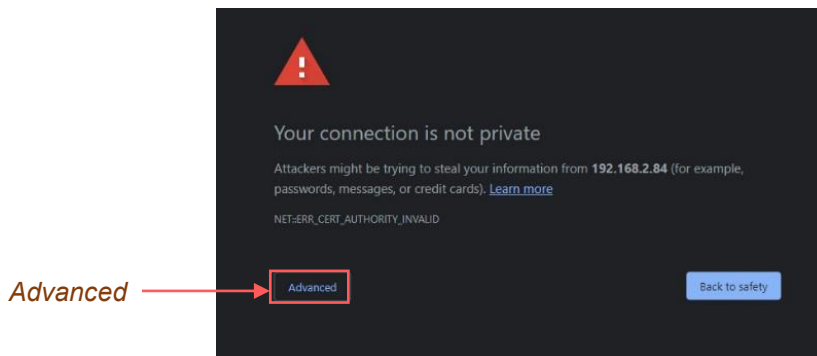 Your connection is not private
Attackers might be trying to steal your information from 192.168.2.84 (for example,
passwords, messages, or credit cards). Learn more
NET::ERR_CERT_AUTHORITY_INVALID
Advanced
Advanced
Back to safety